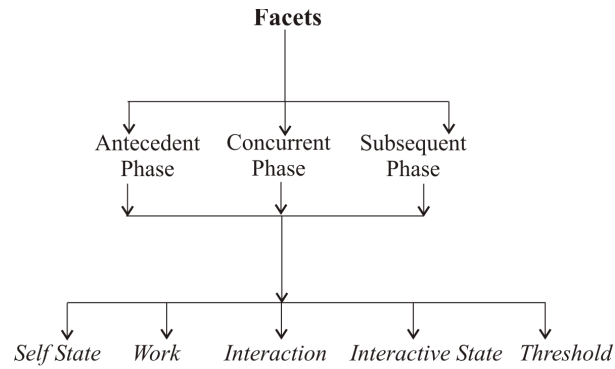 Facets
Antecedent Concurrent Subsequent
Phase Phase Phase
Self State Work Interaction Interactive State Threshold